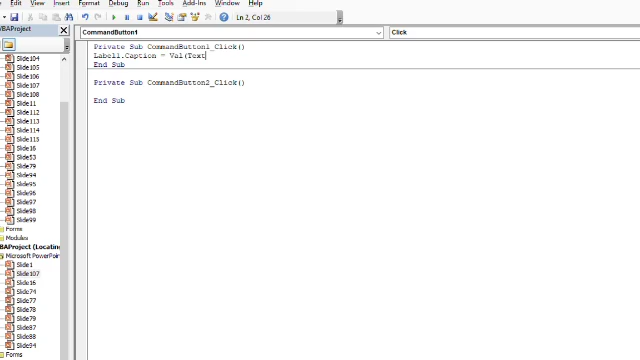 File Edit View Insert Format Debug Run Tools Add-Ins Window Help
Ln 2, Col 26
VBAProject
CommandButton1
Click
Slide104
Slide105
Slide106
Slide107
Slide108
Slide11
Slide112
Slide113
Slide114
Slide115
Slide16
Slide53
Slide79
Slide94
Slide95
Slide96
Slide97
Slide98
Slide99
Forms
Modules
BAProject (Locating
Microsoft PowerPoin
Slide1
Slide107
Slide16
Slide74
Slide77
Slide78
Slide79
Slide87
Slide88
Slide94
Forms
Private Sub CommandButton1_Click()
Label1.Caption = Val(Text
End Sub
Private Sub CommandButton2_Click()
End Sub